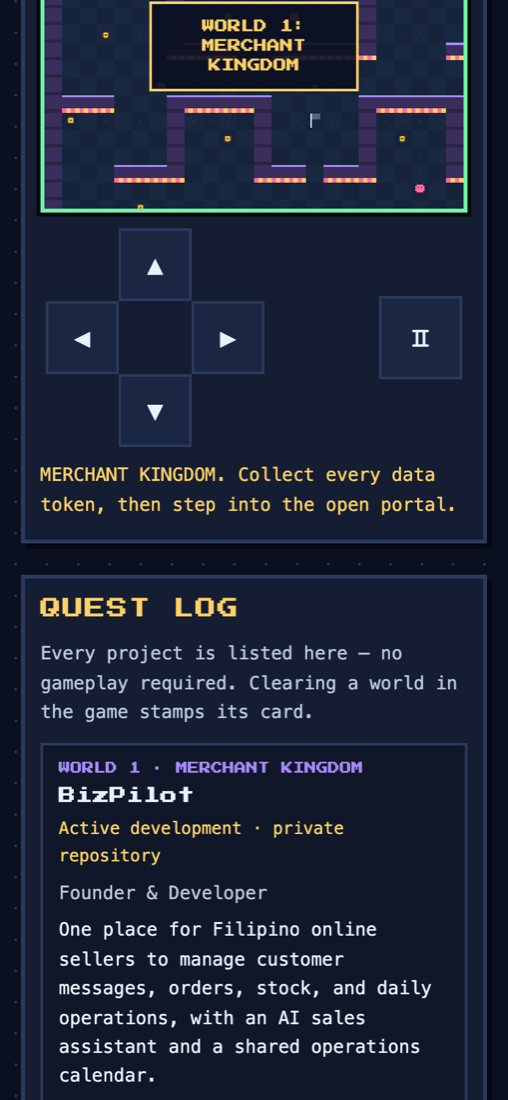 WORLD 1:
MERCHANT
KINGDOM
MERCHANT KINGDOM. Collect every data
token, then step into the open portal.
QUEST LOG
Every project is listed here — no
gameplay required. Clearing a world in
the game stamps its card.
WORLD 1 · MERCHANT KINGDOM
BizPilot
Active development · private
repository
Founder & Developer
One place for Filipino online
sellers to manage customer
messages, orders, stock, and daily
operations, with an AI sales
assistant and a shared operations
calendar.